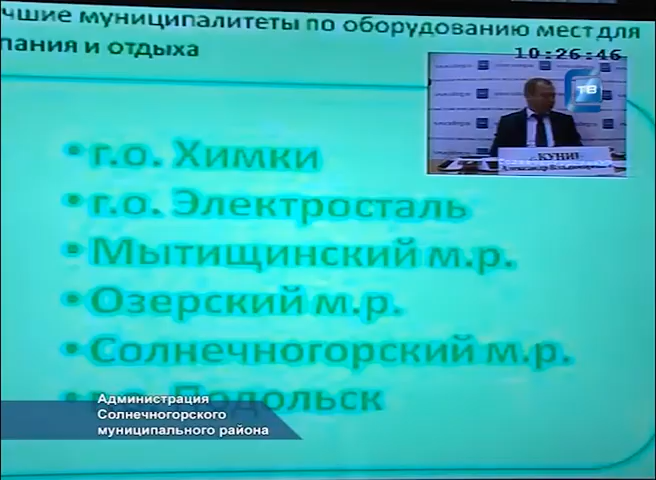 чшие муниципалитеты по оборудованию мест для
пания и отдыха
10:26:46
ТВ
КУНИЦ
• г.о. Химки
• г.о. Электросталь
• Мытищинский м.р.
• Озерский м.р.
• Солнечногорский м.р.
• г.о. Подольск
Администрация
Солнечногорского
муниципального района